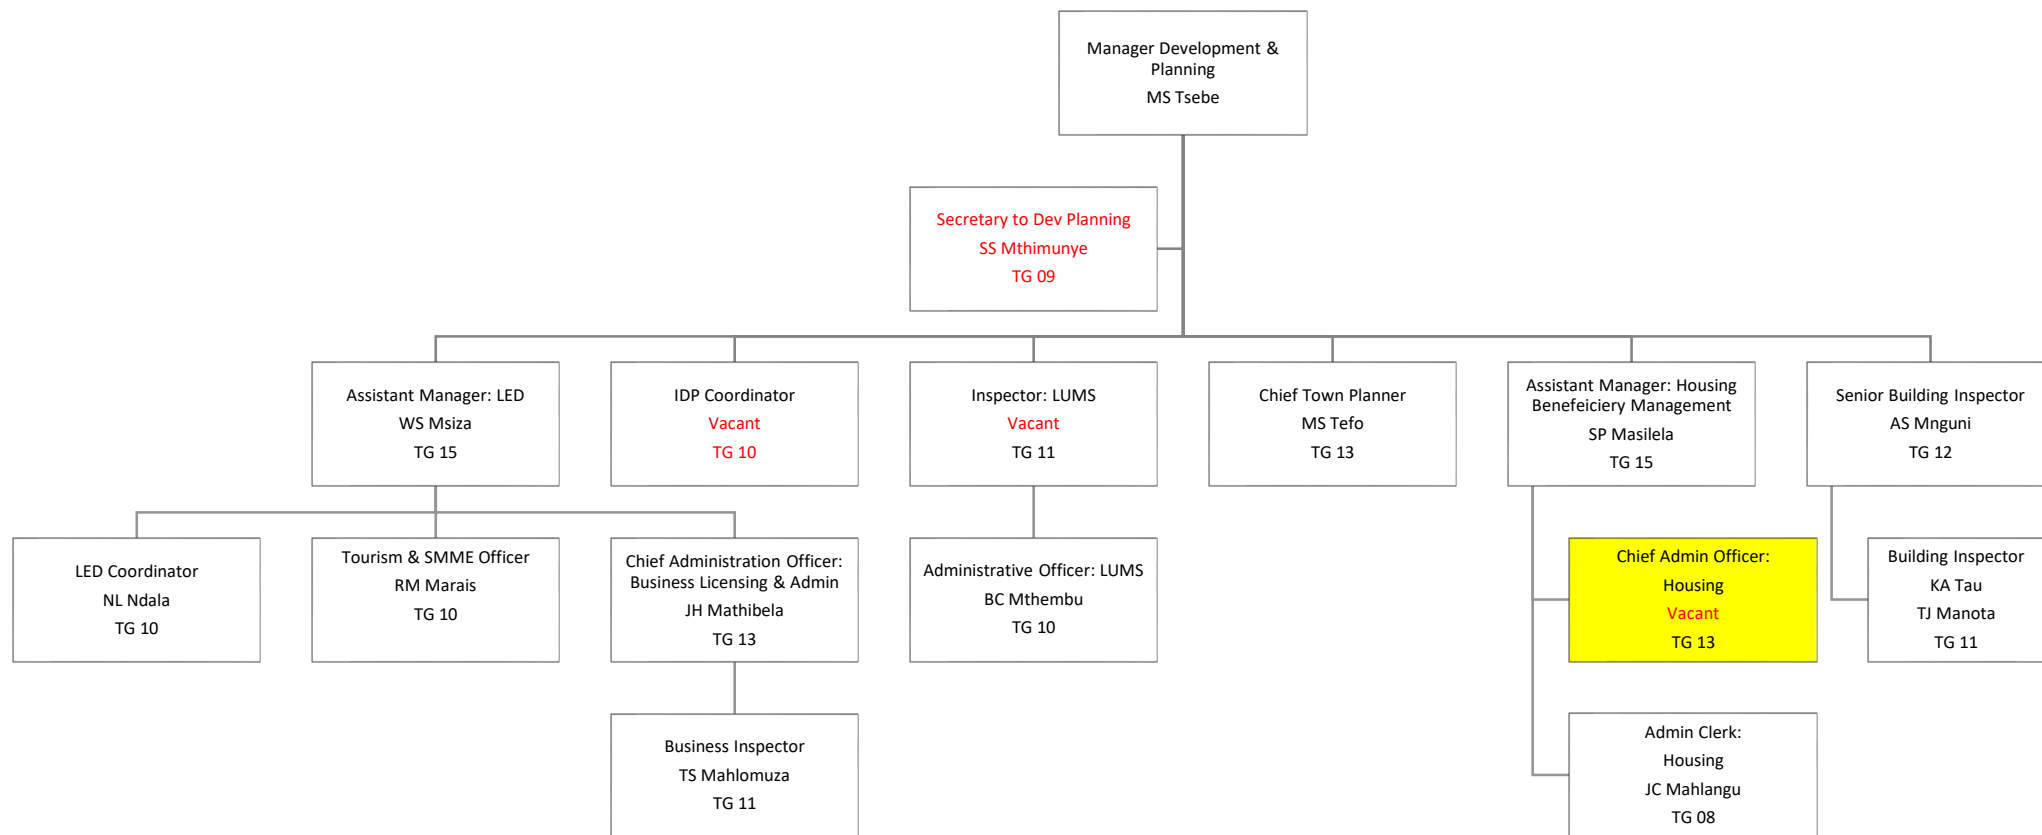 Manager Development &
Planning
MS Tsebe
Secretary to Dev Planning
SS Mthimunye
TG 09
Assistant Manager: LED
WS Msiza
TG 15
IDP Coordinator
Vacant
TG 10
Inspector: LUMS
Vacant
TG 11
Chief Town Planner
MS Tefo
TG 13
Assistant Manager: Housing
Benefeiciery Management
SP Masilela
TG 15
Senior Building Inspector
AS Mnguni
TG 12
LED Coordinator
NL Ndala
TG 10
Tourism & SMME Officer
RM Marais
TG 10
Chief Administration Officer:
Business Licensing & Admin
JH Mathibela
TG 13
Administrative Officer: LUMS
BC Mthembu
TG 10
Chief Admin Officer:
Housing
Vacant
TG 13
Building Inspector
KA Tau
TJ Manota
TG 11
Business Inspector
TS Mahlomuza
TG 11
Admin Clerk:
Housing
JC Mahlangu
TG 08